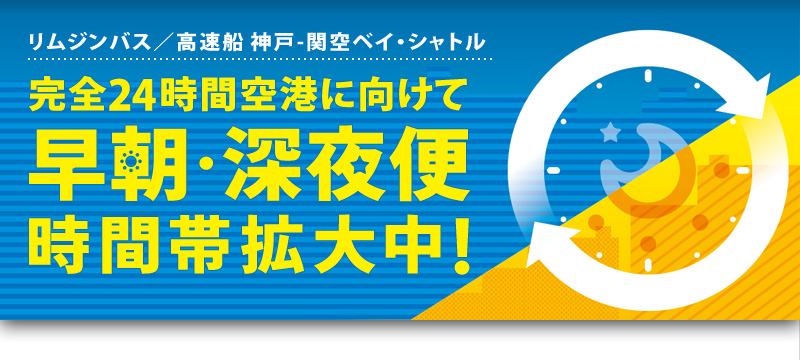 リムジンバス／高速船 神戸-関空ベイ・シャトル
完全24時間空港に向けて
早朝・深夜便
時間帯拡大中!